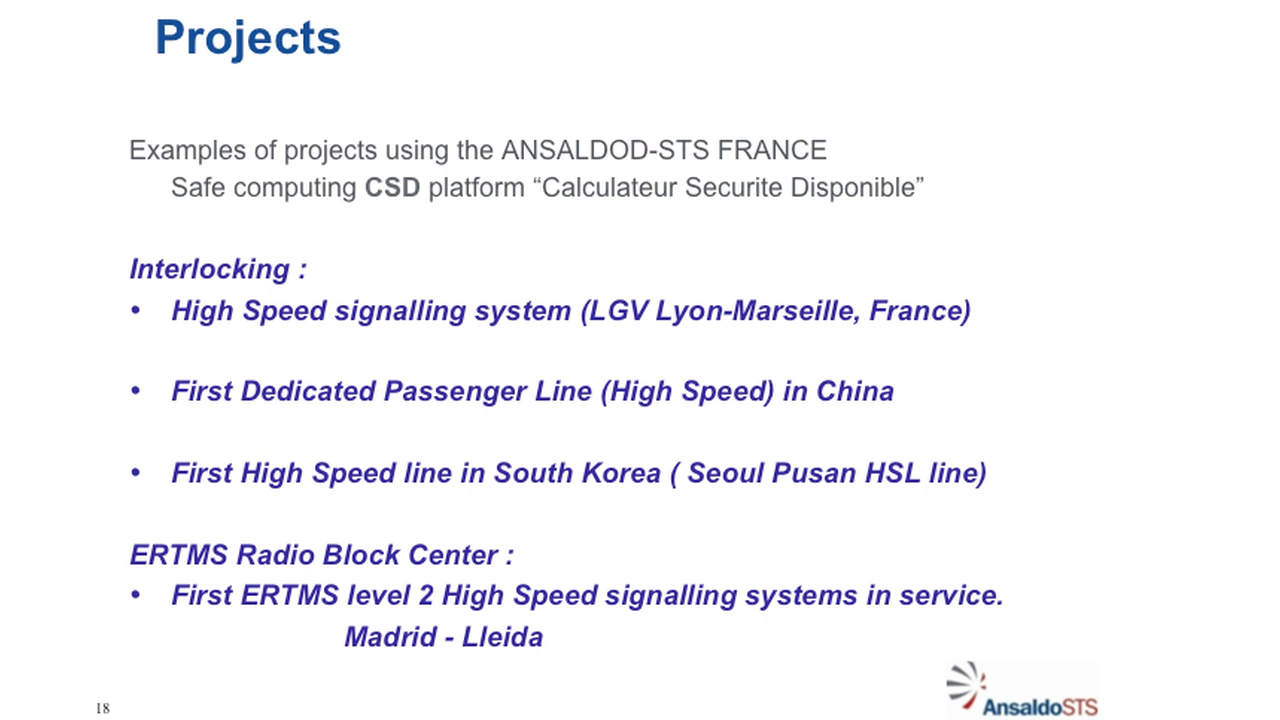 Projects
Examples of projects using the ANSALDOD-STS FRANCE
Safe computing CSD platform “Calculateur Securite Disponible”
Interlocking :
• High Speed signalling system (LGV Lyon-Marseille, France)
• First Dedicated Passenger Line (High Speed) in China
• First High Speed line in South Korea ( Seoul Pusan HSL line)
ERTMS Radio Block Center :
• First ERTMS level 2 High Speed signalling systems in service.
Madrid - Lleida
18
AnsaldoSTS